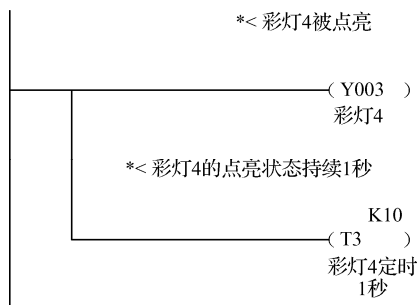 *< 彩灯4被点亮
( Y003 )
彩灯4
*< 彩灯4的点亮状态持续1秒
K10
( T3 )
彩灯4定时
1秒